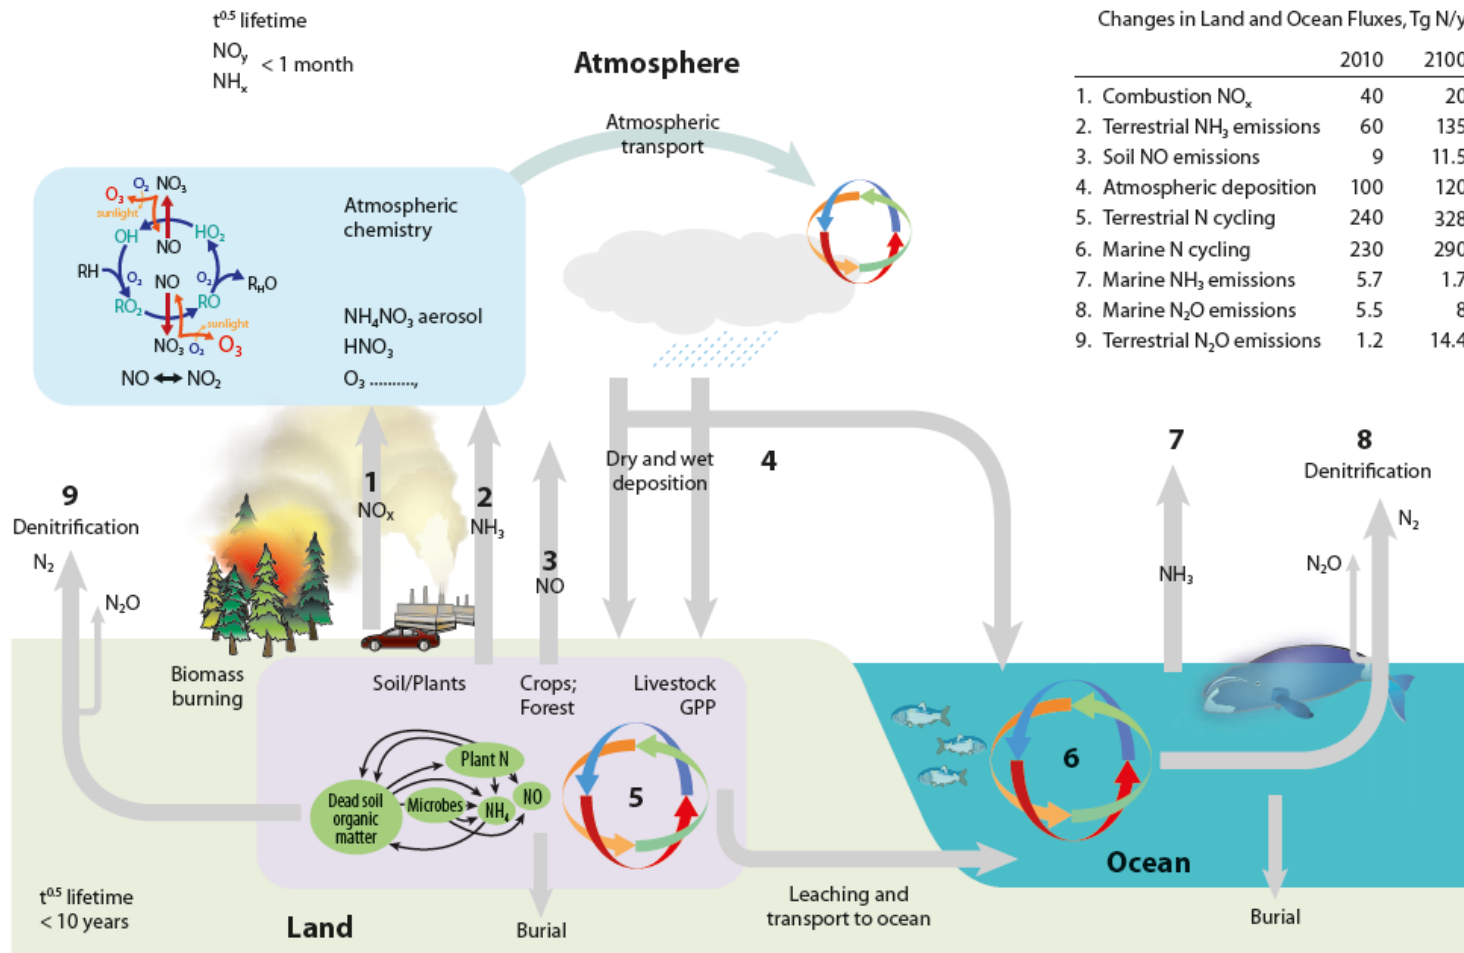 t⁰·⁵ lifetime
NOᵧ
NHₓ
< 1 month
Atmosphere
Atmospheric
transport
Changes in Land and Ocean Fluxes, Tg N/y
2010 2100
1. Combustion NOₓ 40 20
2. Terrestrial NH₃ emissions 60 135
3. Soil NO emissions 9 11.5
4. Atmospheric deposition 100 120
5. Terrestrial N cycling 240 328
6. Marine N cycling 230 290
7. Marine NH₃ emissions 5.7 1.7
8. Marine N₂O emissions 5.5 8
9. Terrestrial N₂O emissions 1.2 14.4
O₃ O₂ NO₃
sunlight
OH NO HO₂
RH O₂ NO O₂ RₕO
RO₂ RO
sunlight
NO₃ O₂ O₃
NO NO₂
Atmospheric
chemistry
NH₄NO₃ aerosol
HNO₃
O₃ ..........,
1
NOₓ
2
NH₃
3
NO
Dry and wet
deposition
4
7
NH₃
8
Denitrification
N₂
N₂O
9
Denitrification
N₂
N₂O
Biomass
burning
Soil/Plants
Crops;
Forest
Livestock
GPP
Plant N
Dead soil
organic
matter
Microbes
NH₄
NO
5
6
Ocean
Leaching and
transport to ocean
Burial
Burial
t⁰·⁵ lifetime
< 10 years
Land